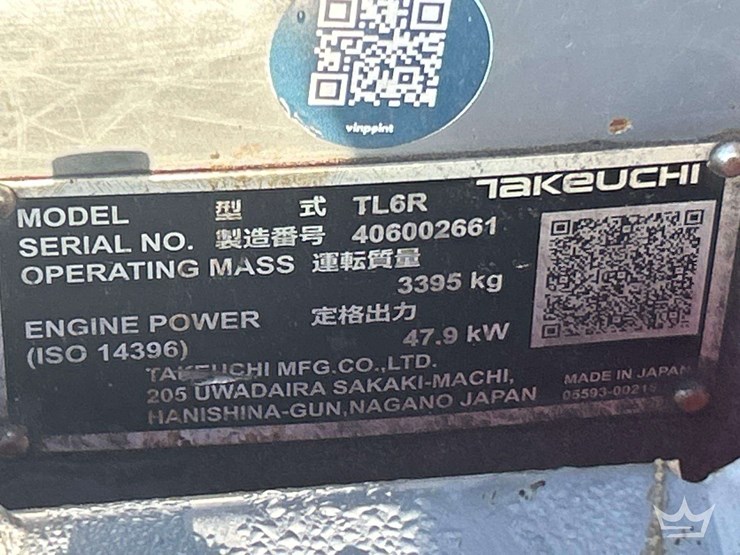 vinpoint
TAKEUCHI
MODEL 型式 TL6R
SERIAL NO. 製造番号 406002661
OPERATING MASS 運転質量
3395 kg
ENGINE POWER 定格出力
(ISO 14396) 47.9 kW
TAKEUCHI MFG.CO.,LTD.
205 UWADAIRA SAKAKI-MACHI,
HANISHINA-GUN,NAGANO JAPAN
MADE IN JAPAN